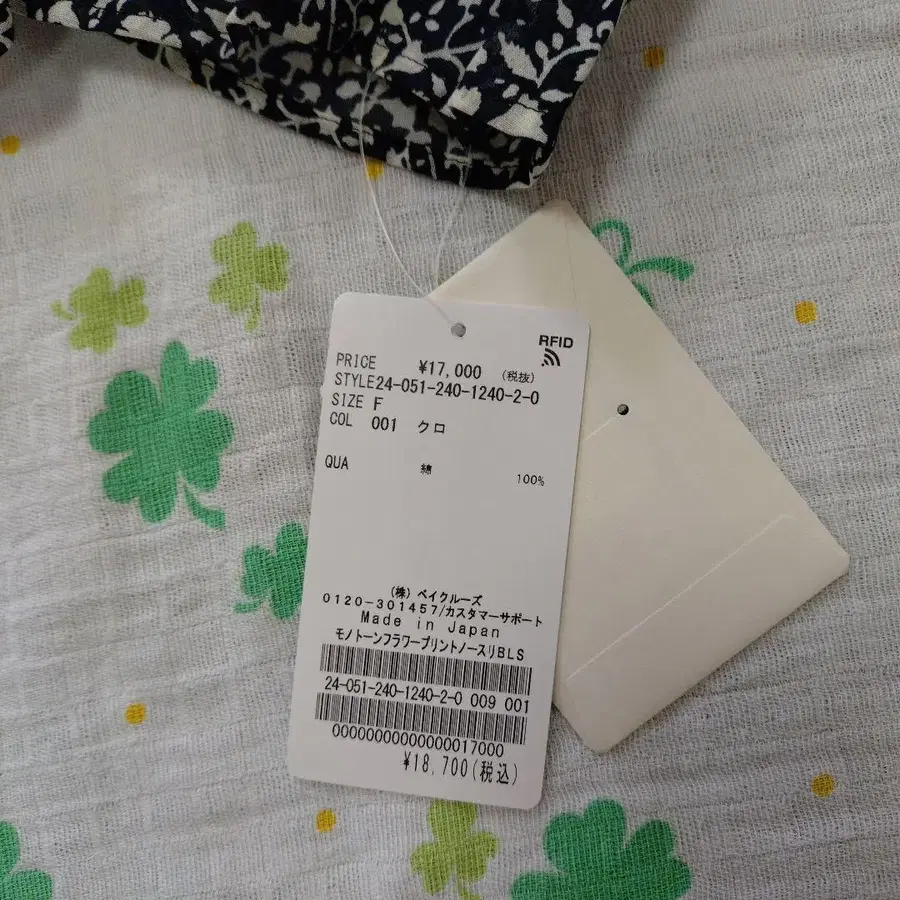 RFID
PRICE ¥17,000 (税抜)
STYLE24-051-240-1240-2-0
SIZE F
COL 001 クロ
QUA 綿 100%
(株) ベイクルーズ
0120-301457/カスタマーサポート
Made in Japan
モノトーンフラワープリントノースリBLS
24-051-240-1240-2-0 009 001
0000000000000017000
¥18,700(税込)